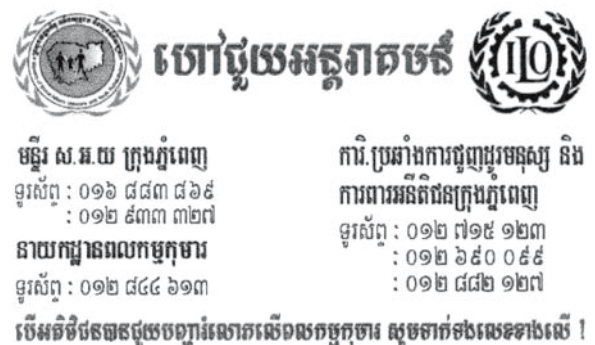 ហៅជួយអន្តរាគមន៍
ILO
មន្ទីរ ស.អ.យ ក្រុងភ្នំពេញ
ទូរស័ព្ទ : ០១៦ ៨៨៣ ៨៦៩
: ០១២ ៩៣៣ ៣២៧
នាយកដ្ឋានពលកម្មកុមារ
ទូរស័ព្ទ : ០១២ ៨៤៤ ៦១៣
ការិ.ប្រឆាំងការជួញដូរមនុស្ស និង
ការពារអនីតិជនក្រុងភ្នំពេញ
ទូរស័ព្ទ : ០១២ ៧១៥ ១២៣
: ០១២ ៦៩០ ០៩៩
: ០១២ ៨៨២ ១២៧
បើអតិថិជនបានជួយបញ្ឈប់រំលោភលើពលកម្មកុមារ សូមទាក់ទងលេខខាងលើ !